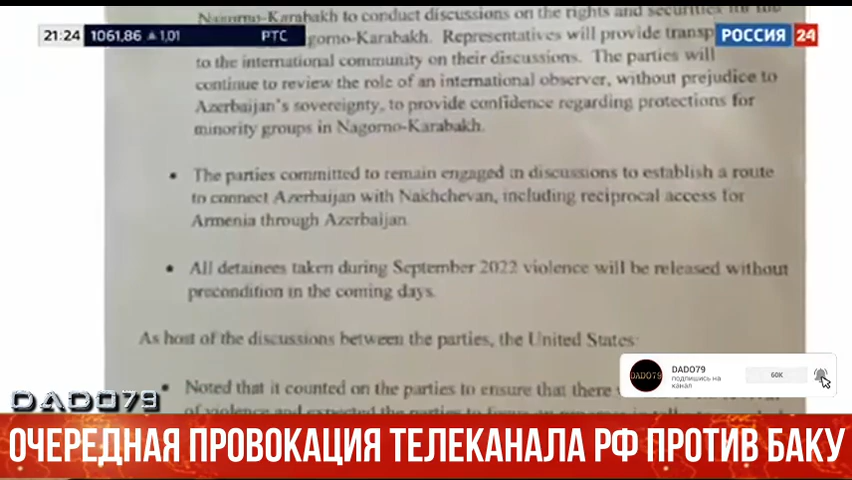 Nagorno-Karabakh to conduct discussions on the rights and securities for the
21:24 1061,86 ▲1,01 РТС
РОССИЯ 24
Nagorno-Karabakh. Representatives will provide
to the international community on their discussions. The parties will
continue to review the role of an international observer, without prejudice to
Azerbaijan's sovereignty, to provide confidence regarding protections for
minority groups in Nagorno-Karabakh.
• The parties committed to remain engaged in discussions to establish a route
to connect Azerbaijan with Nakhchevan, including reciprocal access for
Armenia through Azerbaijan.
• All detainees taken during September 2022 violence will be released without
precondition in the coming days.
As host of the discussions between the parties, the United States:
• Noted that it counted on the parties to ensure that there
of violence and expected the parties to
DADO79
DADO79
подпишись на
канал
60K
DADO79
ОЧЕРЕДНАЯ ПРОВОКАЦИЯ ТЕЛЕКАНАЛА РФ ПРОТИВ БАКУ